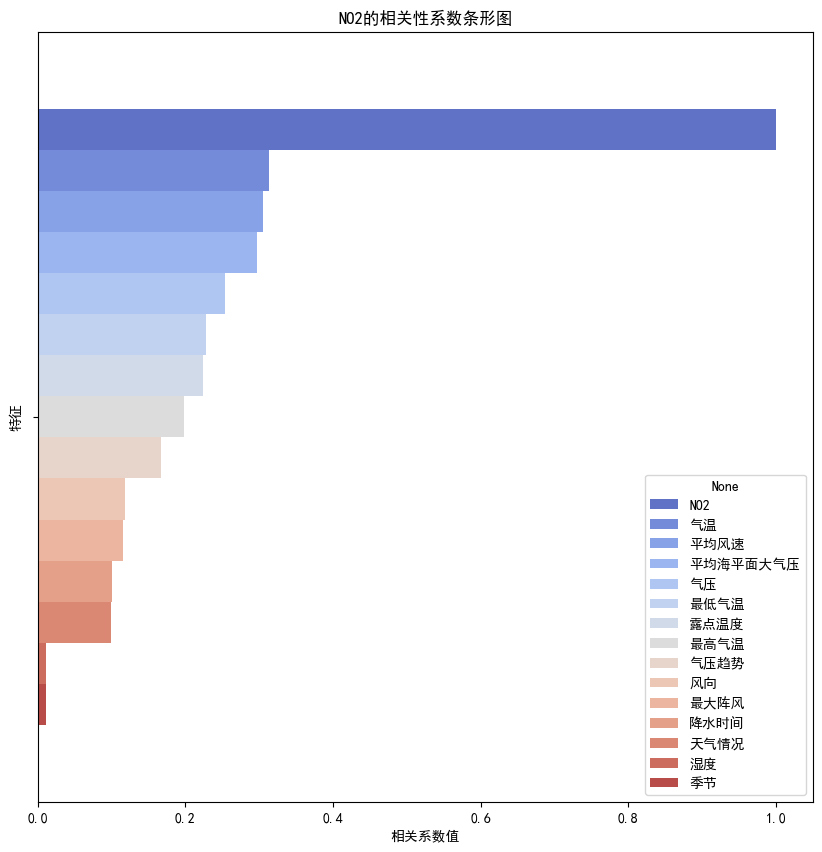 NO2的相关性系数条形图
特征
None
NO2
气温
平均风速
平均海平面大气压
气压
最低气温
露点温度
最高气温
气压趋势
风向
最大阵风
降水时间
天气情况
湿度
季节
0.0 0.2 0.4 0.6 0.8 1.0
相关系数值